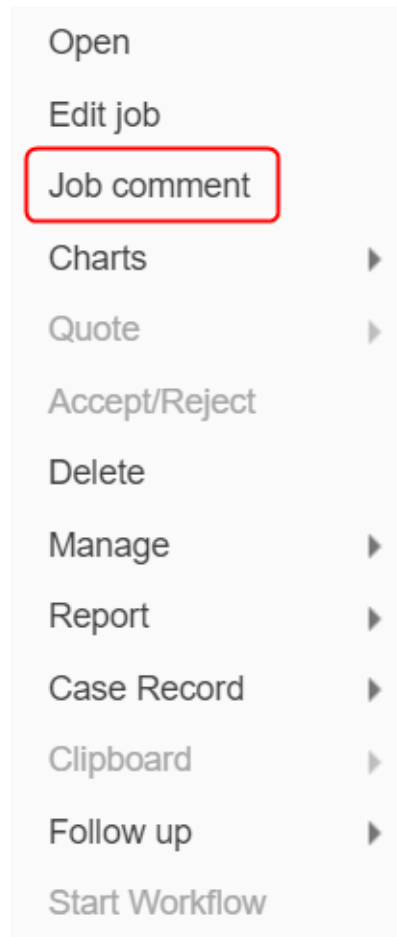 Open
Edit job
Job comment
Charts
Quote
Accept/Reject
Delete
Manage
Report
Case Record
Clipboard
Follow up
Start Workflow